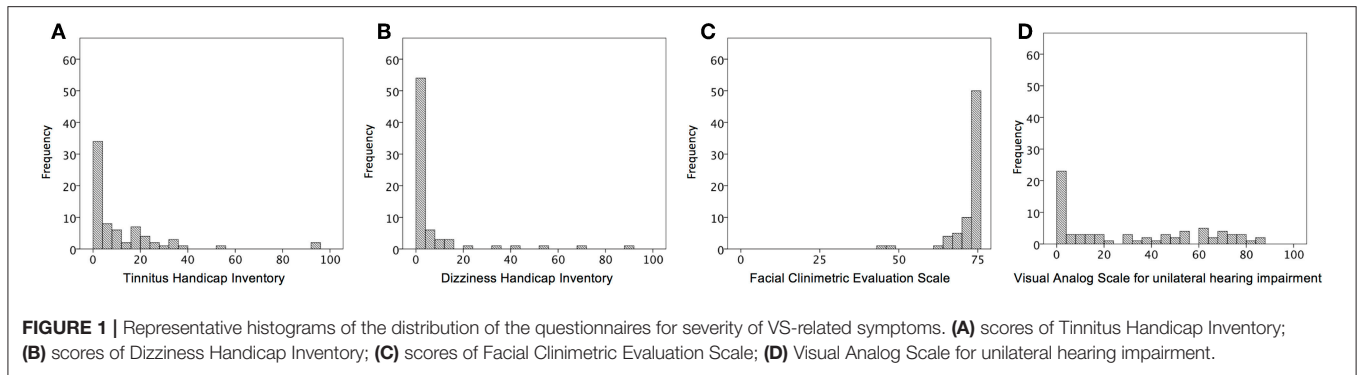 A
B
C
D
60
50
40
30
20
10
0
Frequency
0 20 40 60 80 100
Tinnitus Handicap Inventory
60
50
40
30
20
10
0
Frequency
0 20 40 60 80 100
Dizziness Handicap Inventory
60
50
40
30
20
10
0
Frequency
0 25 50 75
Facial Clinimetric Evaluation Scale
60
50
40
30
20
10
0
Frequency
0 20 40 60 80 100
Visual Analog Scale for unilateral hearing impairment
FIGURE 1 | Representative histograms of the distribution of the questionnaires for severity of VS-related symptoms. (A) scores of Tinnitus Handicap Inventory;
(B) scores of Dizziness Handicap Inventory; (C) scores of Facial Clinimetric Evaluation Scale; (D) Visual Analog Scale for unilateral hearing impairment.